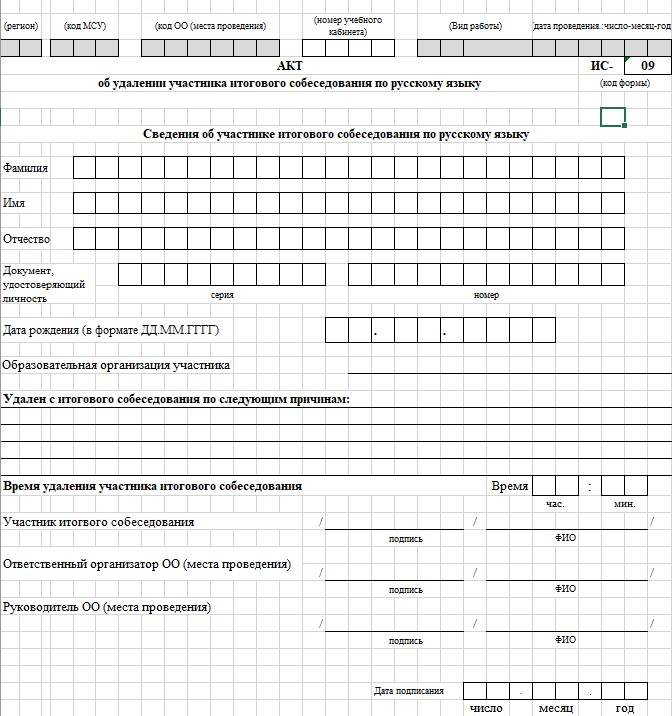 (регион) (код МСУ) (код ОО (места проведения) (номер учебного кабинета) (Вид работы) дата проведения.:число-месяц-год
АКТ ИС- 09
об удалении участника итогового собеседования по русскому языку (код формы)
Сведения об участнике итогового собеседования по русскому языку
Фамилия
Имя
Отчество
Документ,
удостоверяющий
личность
серия номер
Дата рождения (в формате ДД.ММ.ГГГГ) . .
Образовательная организация участника
Удален с итогового собеседования по следующим причинам:
Время удаления участника итогового собеседования Время :
час. мин.
Участник итогвого собеседования / / /
подпись ФИО
Ответственный организатор ОО (места проведения)
/ / /
подпись ФИО
Руководитель ОО (места проведения)
/ / /
подпись ФИО
Дата подписания . .
число месяц год